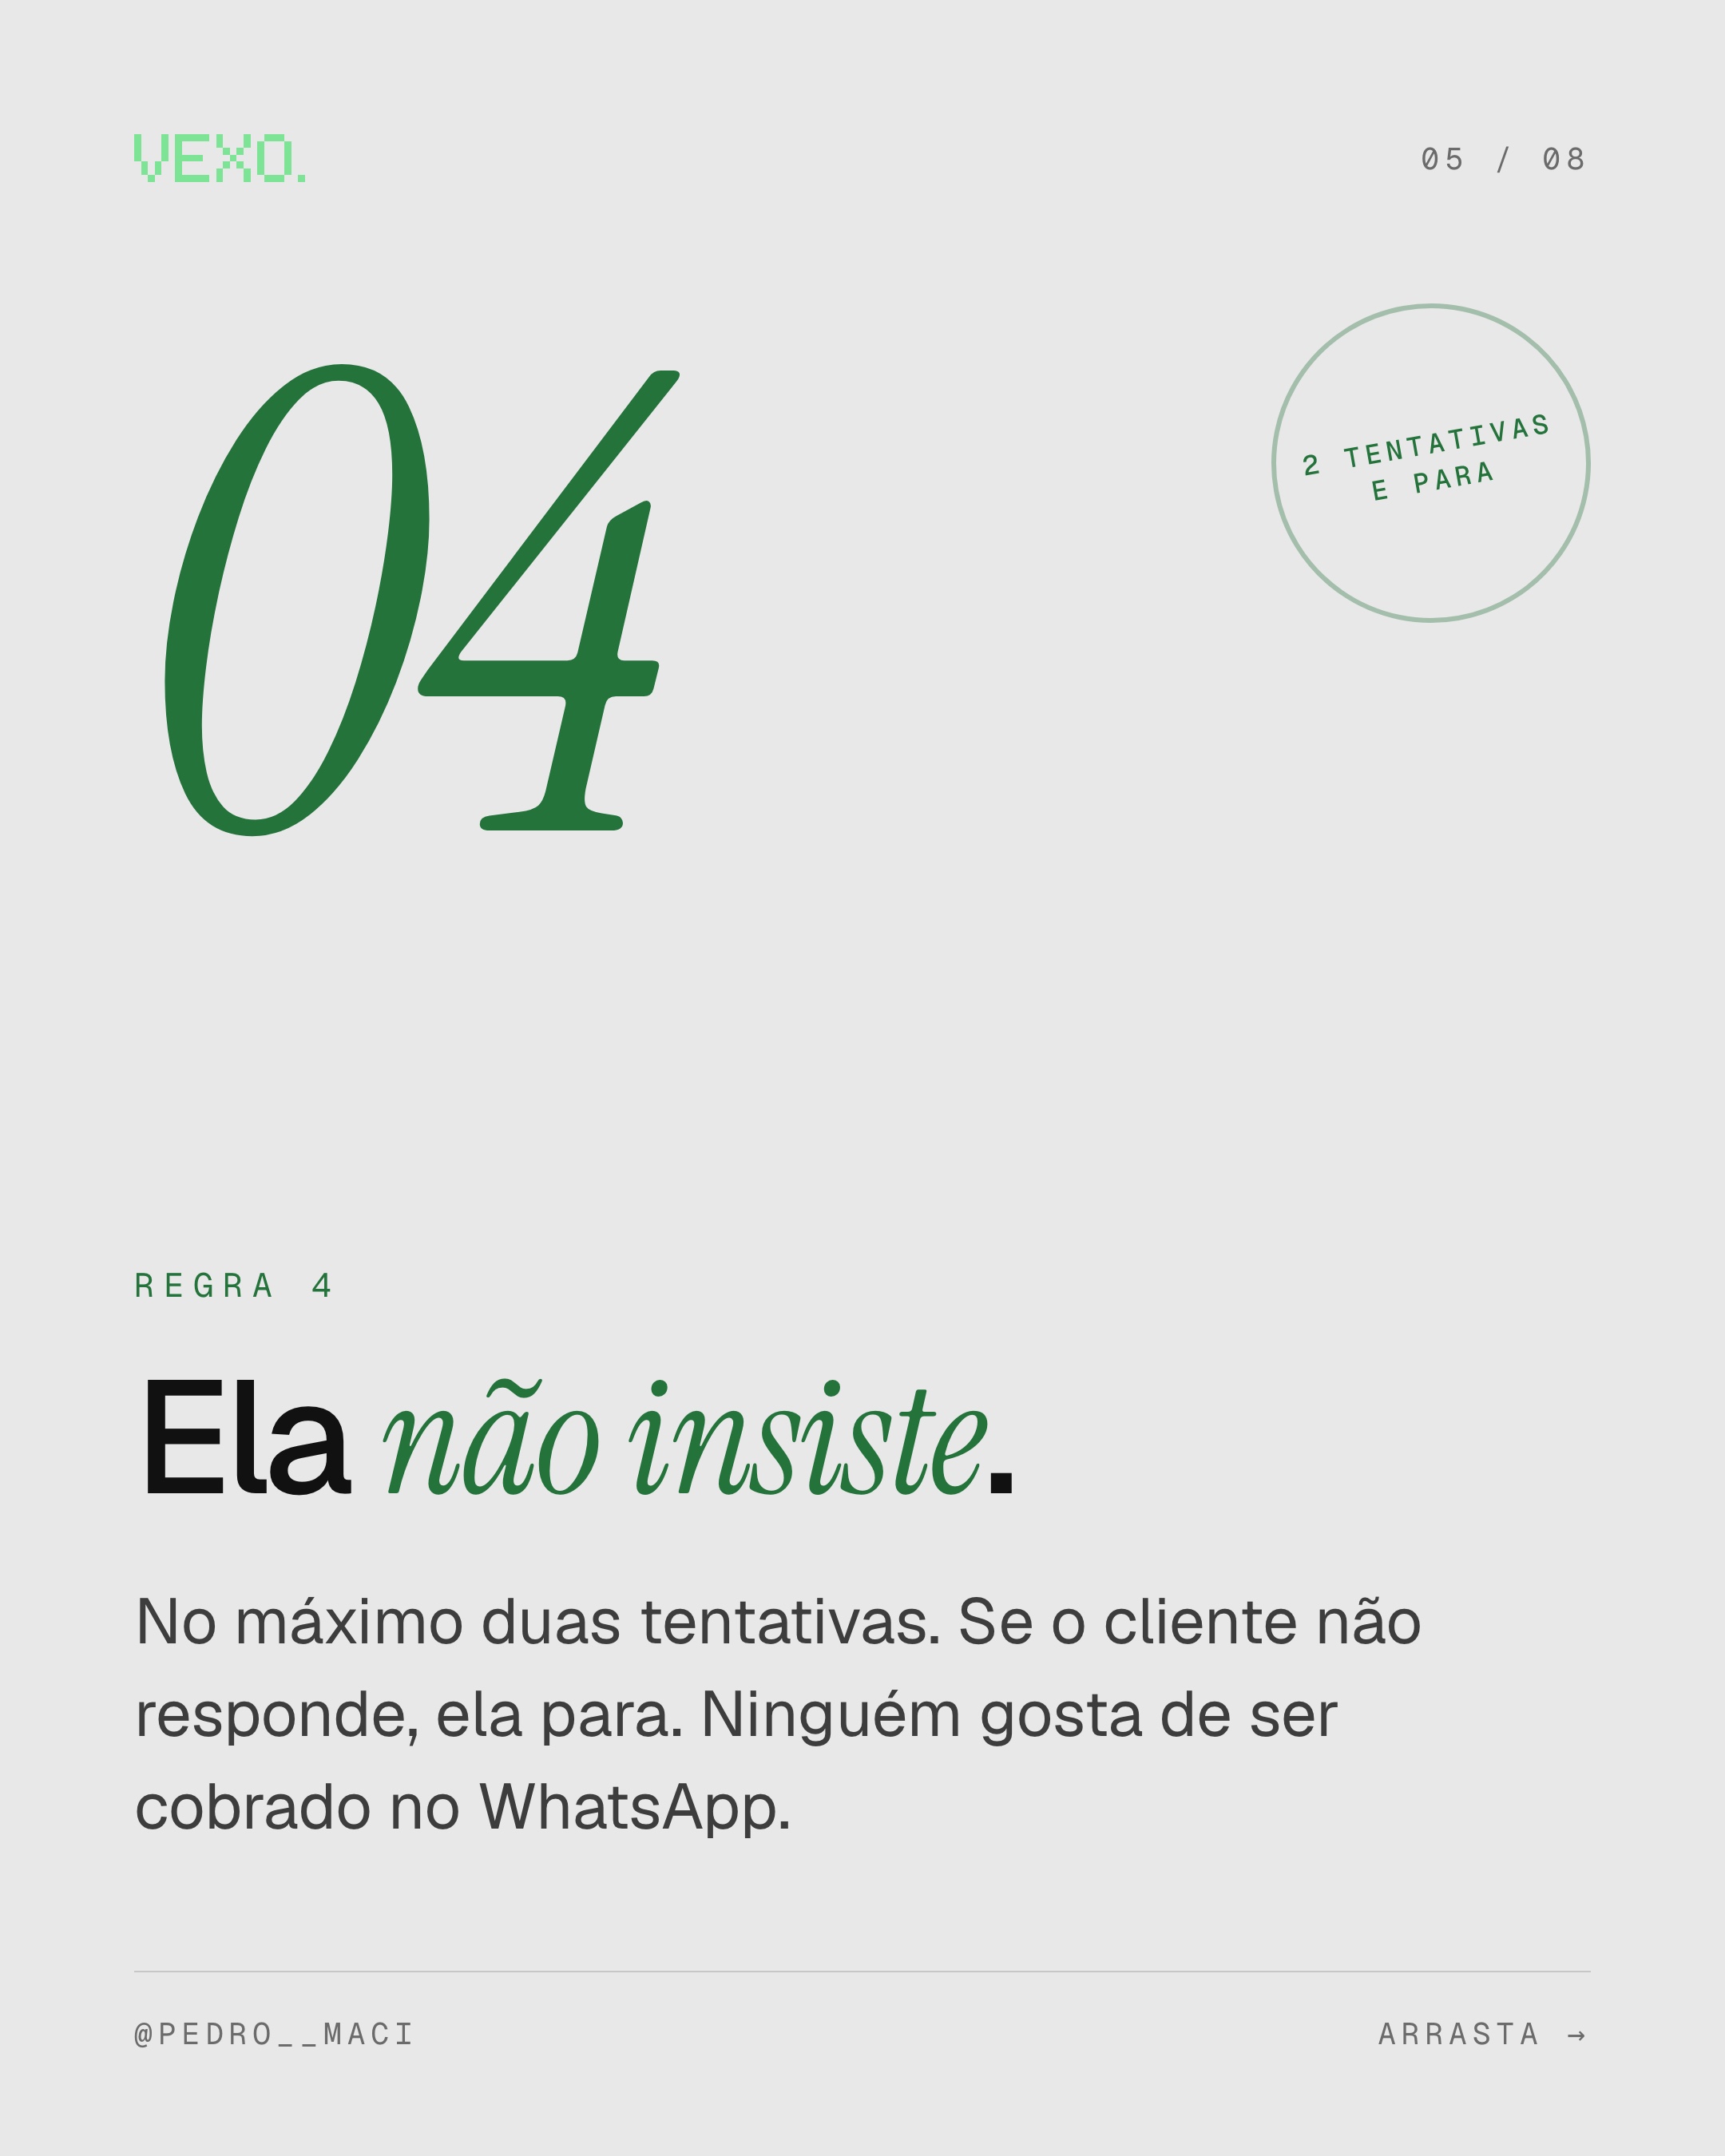 VEXO.
05 / 08
04
2 TENTATIVAS
E PARA
REGRA 4
Ela não insiste.
No máximo duas tentativas. Se o cliente não
responde, ela para. Ninguém gosta de ser
cobrado no WhatsApp.
@PEDRO__MACI
ARRASTA →